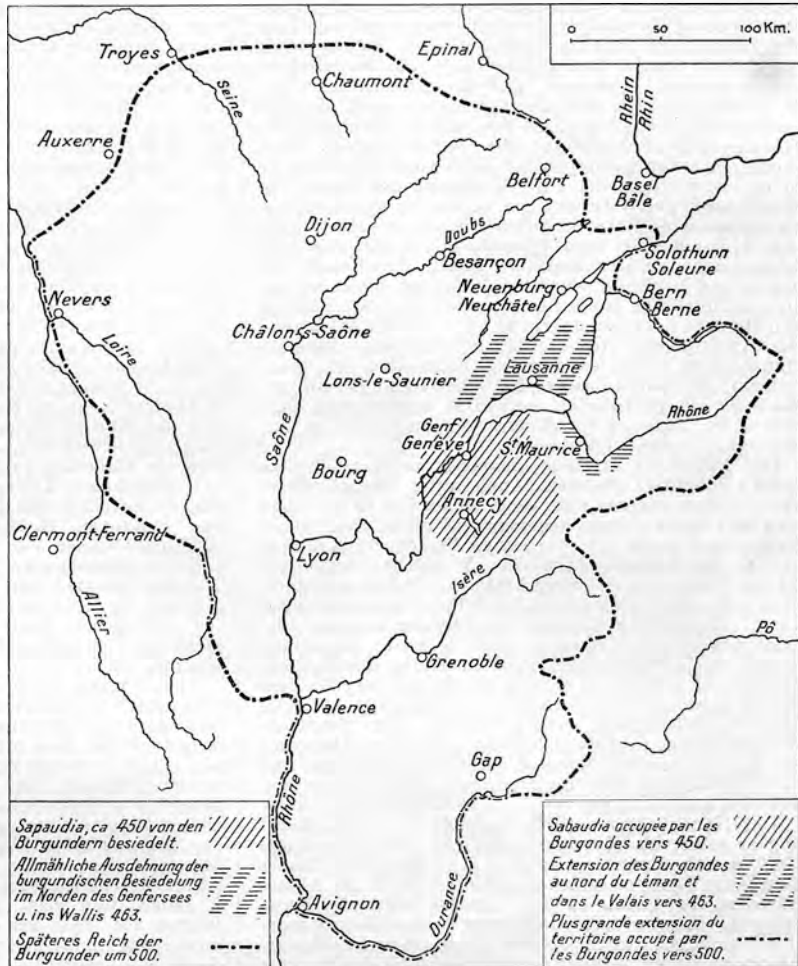 0 50 100 Km.
Troyes
Epinal
Chaumont
Seine
Rhein
Rhin
Auxerre
Belfort
Basel
Bâle
Dijon
Doubs
Besançon
Solothurn
Soleure
Neuenburg
Neuchâtel
Bern
Berne
Nevers
Loire
Châlon-s-Saône
Lons-le-Saunier
Lausanne
Rhône
Genf
Genève
St Maurice
Saône
Bourg
Annecy
Clermont-Ferrand
Lyon
Isère
Allier
Pô
Grenoble
Valence
Gap
Rhône
Avignon
Durance
Sapaudia, ca 450 von den
Burgundern besiedelt.
Allmähliche Ausdehnung der
burgundischen Besiedelung
im Norden des Genfersees
u. ins Wallis 463.
Späteres Reich der
Burgunder um 500.
Sabaudia occupée par les
Burgondes vers 450.
Extension des Burgondes
au nord du Léman et
dans le Valais vers 463.
Plus grande extension du
territoire occupé par
les Burgondes vers 500.